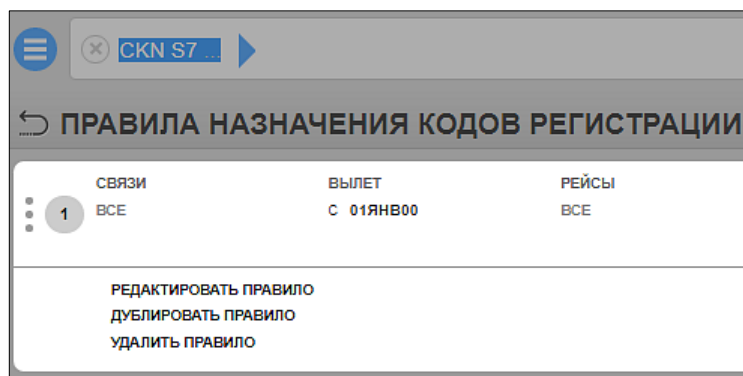 CKN S7 ...
ПРАВИЛА НАЗНАЧЕНИЯ КОДОВ РЕГИСТРАЦИИ
СВЯЗИ ВЫЛЕТ РЕЙСЫ
1 ВСЕ С 01ЯНВ00 ВСЕ
РЕДАКТИРОВАТЬ ПРАВИЛО
ДУБЛИРОВАТЬ ПРАВИЛО
УДАЛИТЬ ПРАВИЛО